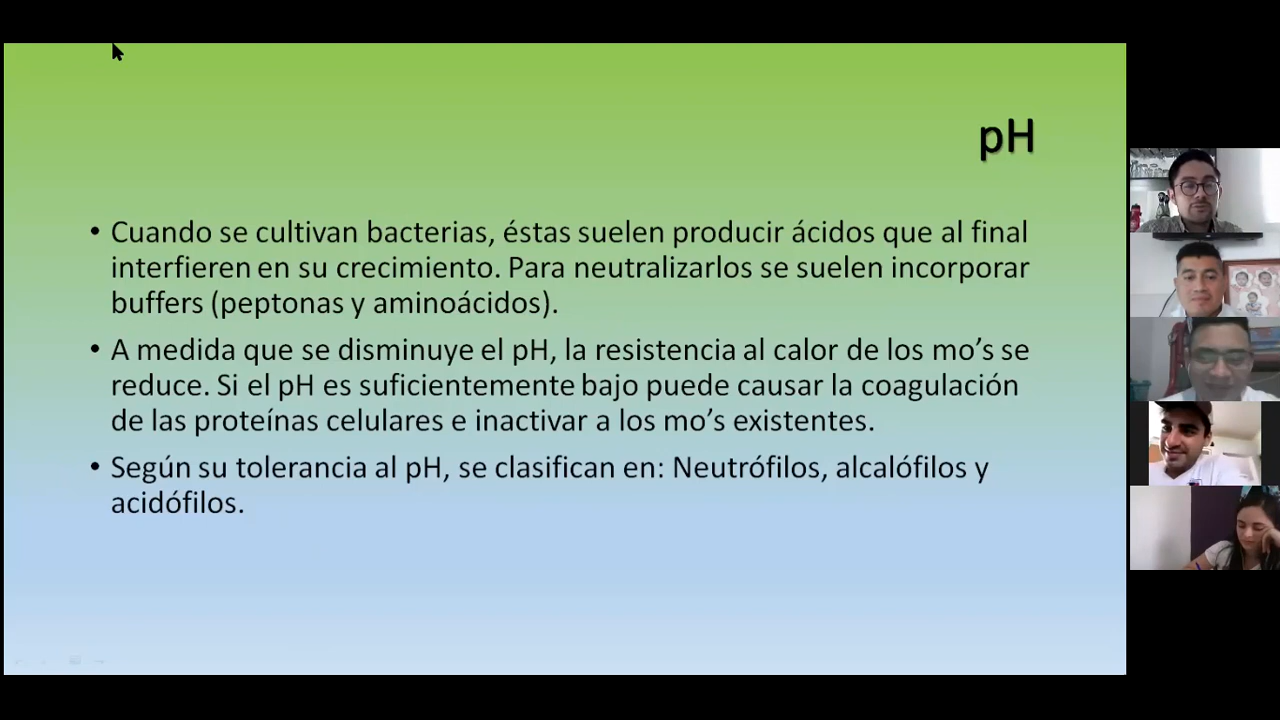 pH
• Cuando se cultivan bacterias, éstas suelen producir ácidos que al final
interfieren en su crecimiento. Para neutralizarlos se suelen incorporar
buffers (peptonas y aminoácidos).
• A medida que se disminuye el pH, la resistencia al calor de los mo’s se
reduce. Si el pH es suficientemente bajo puede causar la coagulación
de las proteínas celulares e inactivar a los mo’s existentes.
• Según su tolerancia al pH, se clasifican en: Neutrófilos, alcalófilos y
acidófilos.